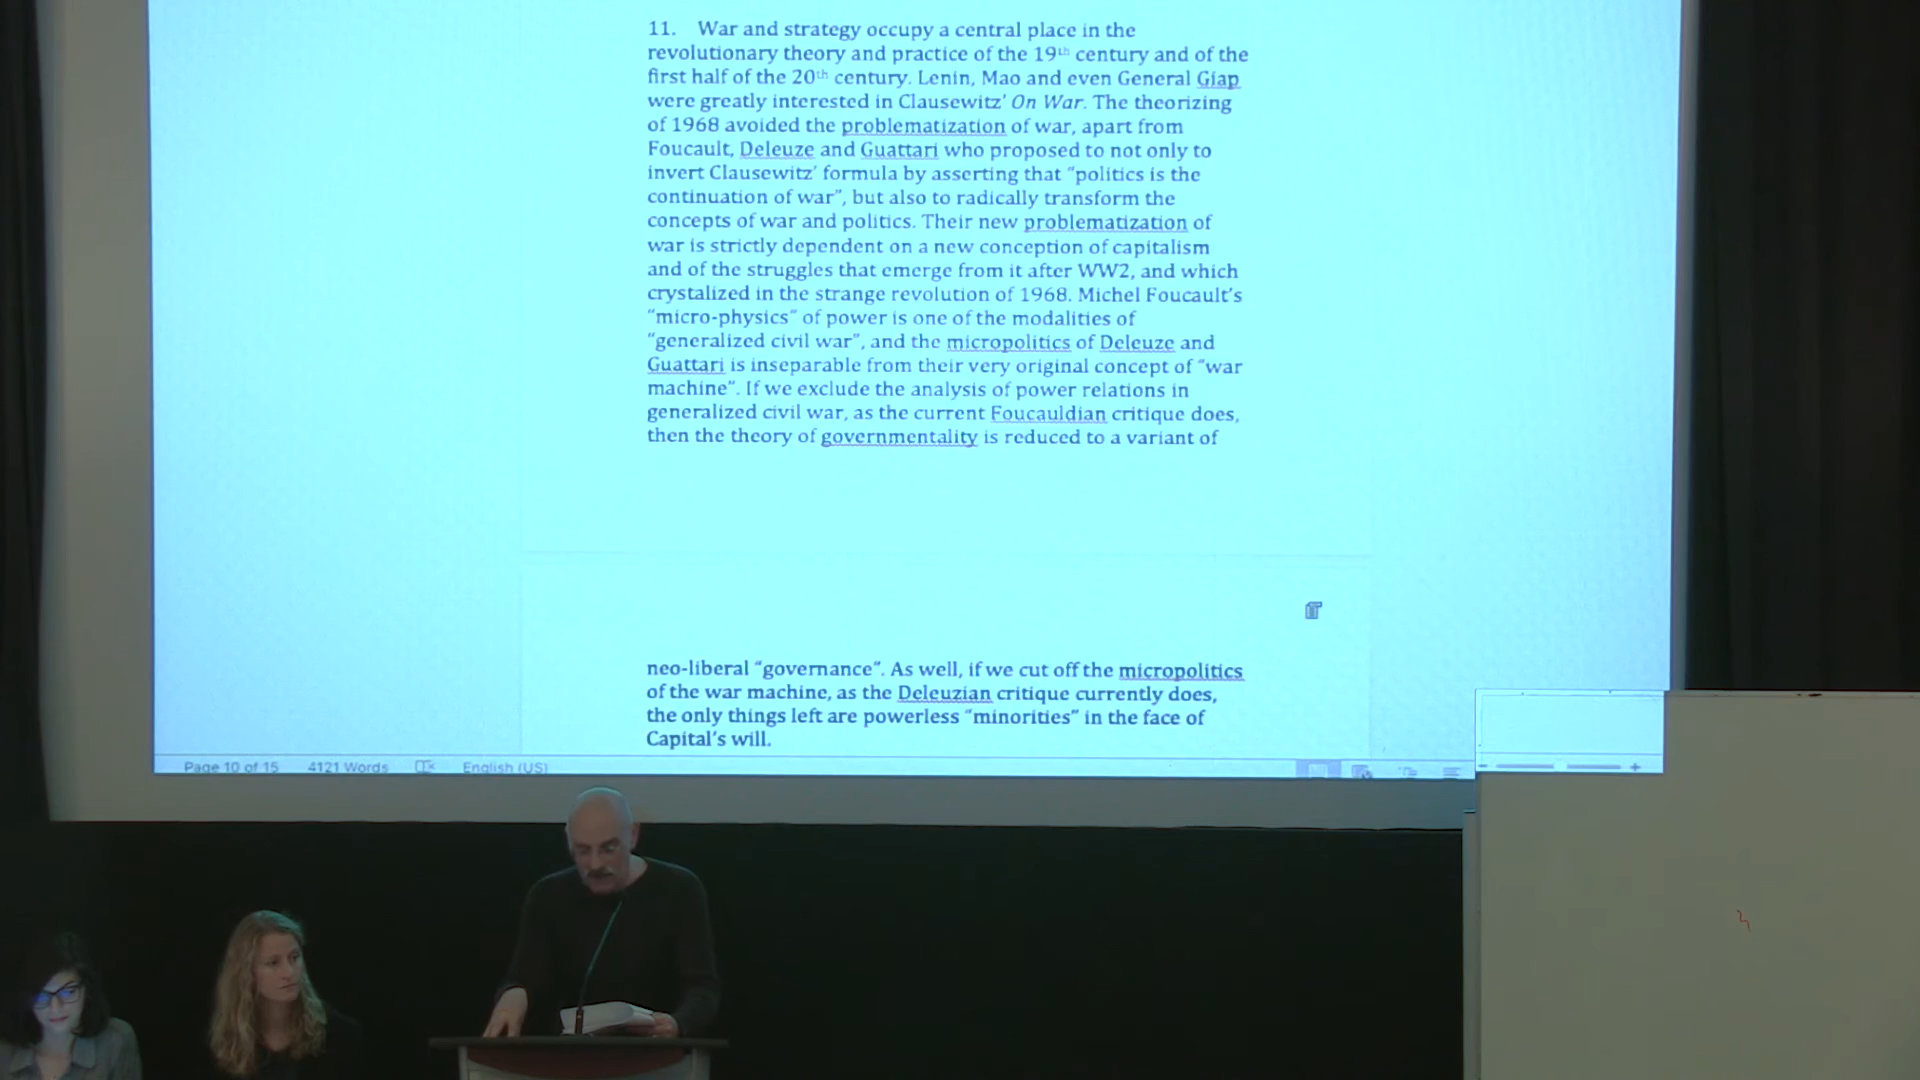 11. War and strategy occupy a central place in the
revolutionary theory and practice of the 19th century and of the
first half of the 20th century. Lenin, Mao and even General Giap
were greatly interested in Clausewitz' On War. The theorizing
of 1968 avoided the problematization of war, apart from
Foucault, Deleuze and Guattari who proposed to not only to
invert Clausewitz' formula by asserting that "politics is the
continuation of war", but also to radically transform the
concepts of war and politics. Their new problematization of
war is strictly dependent on a new conception of capitalism
and of the struggles that emerge from it after WW2, and which
crystalized in the strange revolution of 1968. Michel Foucault's
"micro-physics" of power is one of the modalities of
"generalized civil war", and the micropolitics of Deleuze and
Guattari is inseparable from their very original concept of "war
machine". If we exclude the analysis of power relations in
generalized civil war, as the current Foucauldian critique does,
then the theory of governmentality is reduced to a variant of
neo-liberal "governance". As well, if we cut off the micropolitics
of the war machine, as the Deleuzian critique currently does,
the only things left are powerless "minorities" in the face of
Capital's will.
Page 10 of 15 4121 Words English (US)